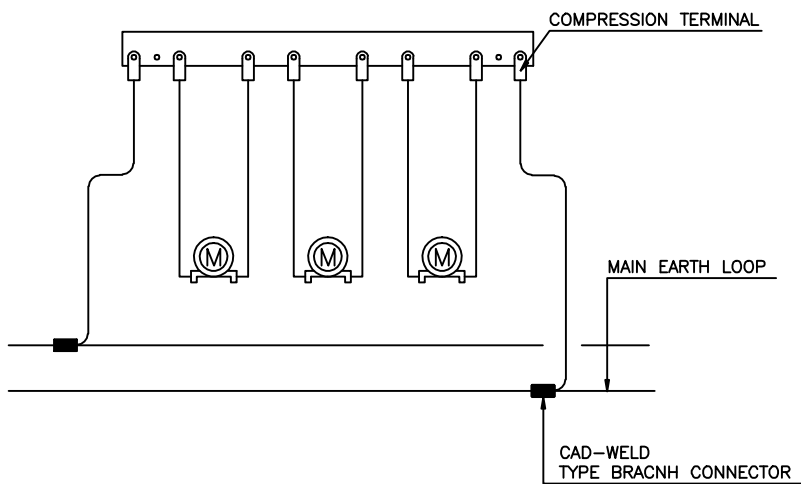 COMPRESSION TERMINAL
M M M
MAIN EARTH LOOP
CAD-WELD
TYPE BRACNH CONNECTOR